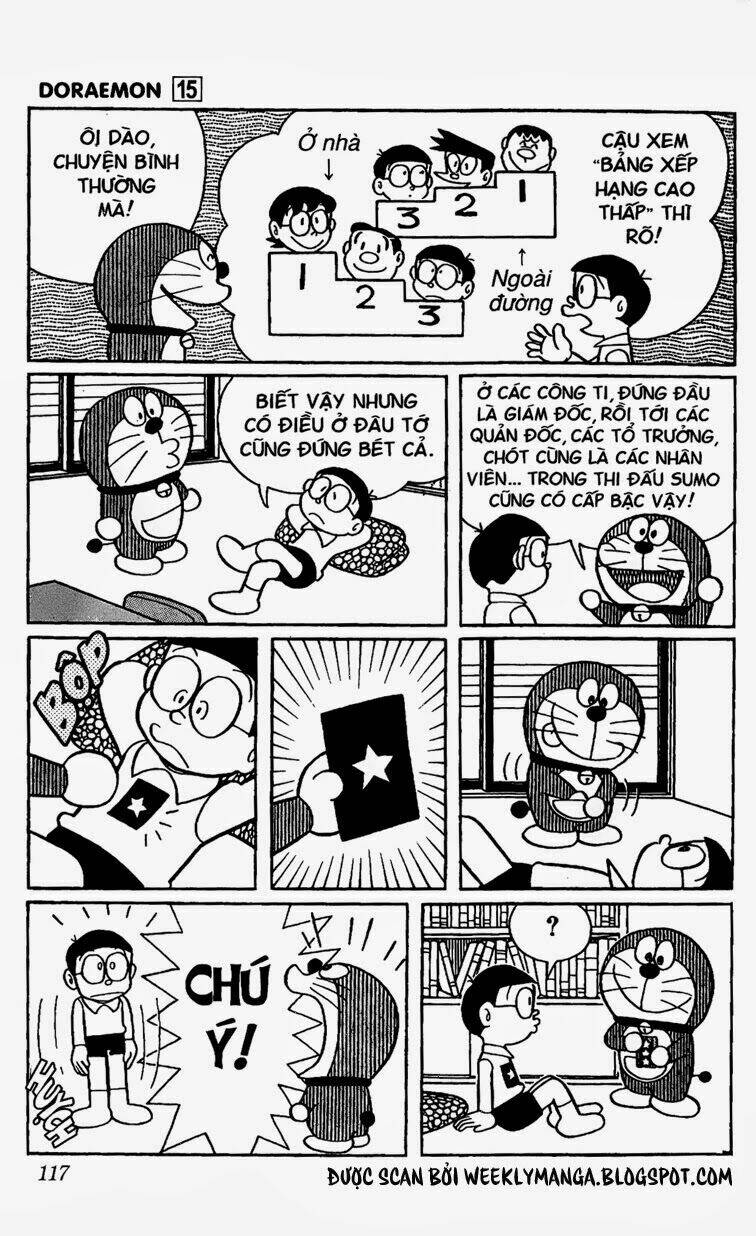 DORAEMON 15
CẬU XEM
“BẢNG XẾP
HẠNG CAO
THẤP” THÌ
RÕ!
Ngoài
đường
1
2
3
Ở nhà
1
2
3
ÔI DÀO,
CHUYỆN BÌNH
THƯỜNG
MÀ!
Ở CÁC CÔNG TI, ĐỨNG ĐẦU
LÀ GIÁM ĐỐC, RỒI TỚI CÁC
QUẢN ĐỐC, CÁC TỔ TRƯỞNG,
CHÓT CÙNG LÀ CÁC NHÂN
VIÊN... TRONG THI ĐẤU SUMO
CŨNG CÓ CẤP BẬC VẬY!
BIẾT VẬY NHƯNG
CÓ ĐIỀU Ở ĐÂU TỚ
CŨNG ĐỨNG BÉT CẢ.
BỘP
?
CHÚ
Ý!
HUỴCH
117
ĐƯỢC SCAN BỞI WEEKLYMANGA.BLOGSPOT.COM